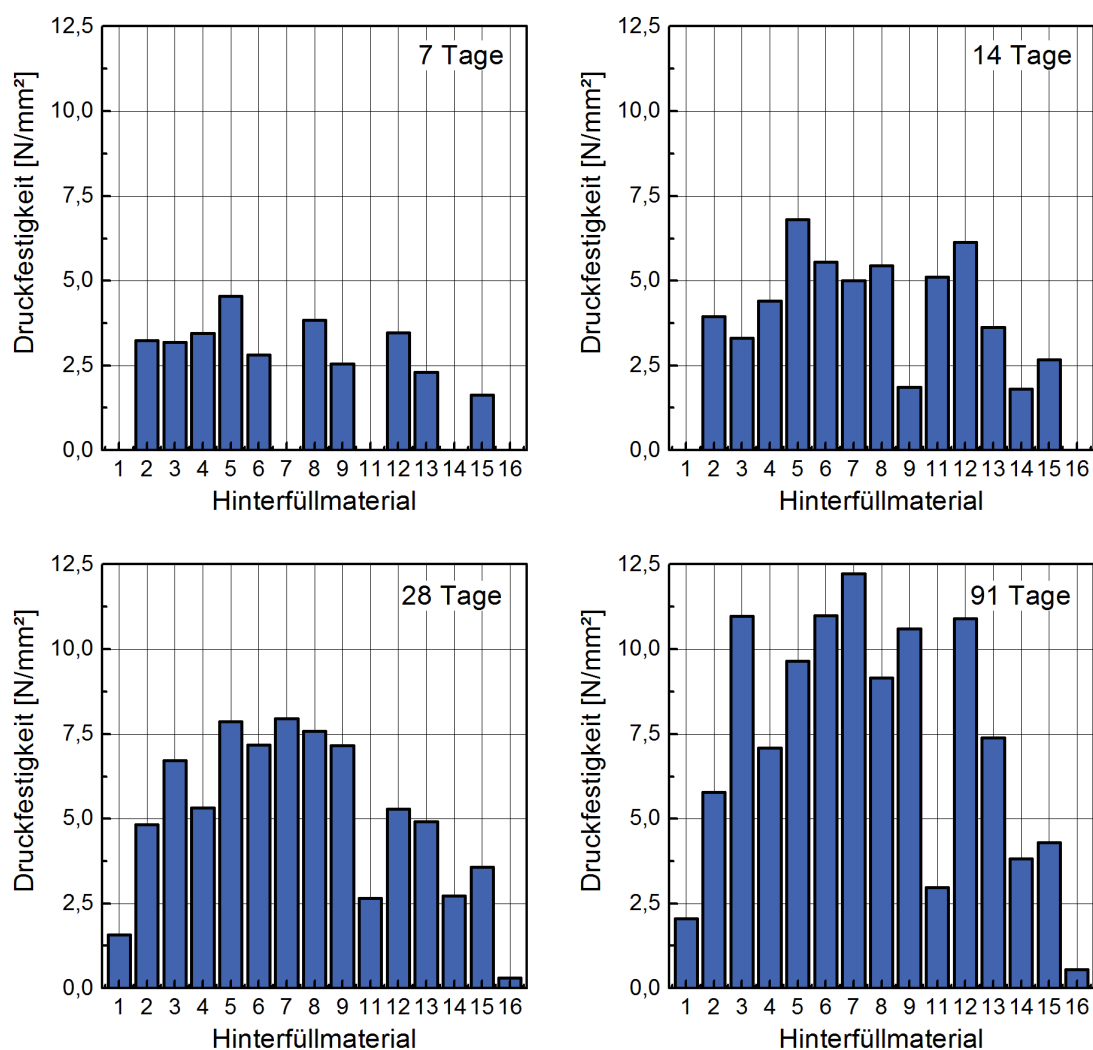 7 Tage
Druckfestigkeit [N/mm²]
12,5
10,0
7,5
5,0
2,5
0,0
1 2 3 4 5 6 7 8 9 11 12 13 14 15 16
Hinterfüllmaterial
14 Tage
Druckfestigkeit [N/mm²]
12,5
10,0
7,5
5,0
2,5
0,0
1 2 3 4 5 6 7 8 9 11 12 13 14 15 16
Hinterfüllmaterial
28 Tage
Druckfestigkeit [N/mm²]
12,5
10,0
7,5
5,0
2,5
0,0
1 2 3 4 5 6 7 8 9 11 12 13 14 15 16
Hinterfüllmaterial
91 Tage
Druckfestigkeit [N/mm²]
12,5
10,0
7,5
5,0
2,5
0,0
1 2 3 4 5 6 7 8 9 11 12 13 14 15 16
Hinterfüllmaterial